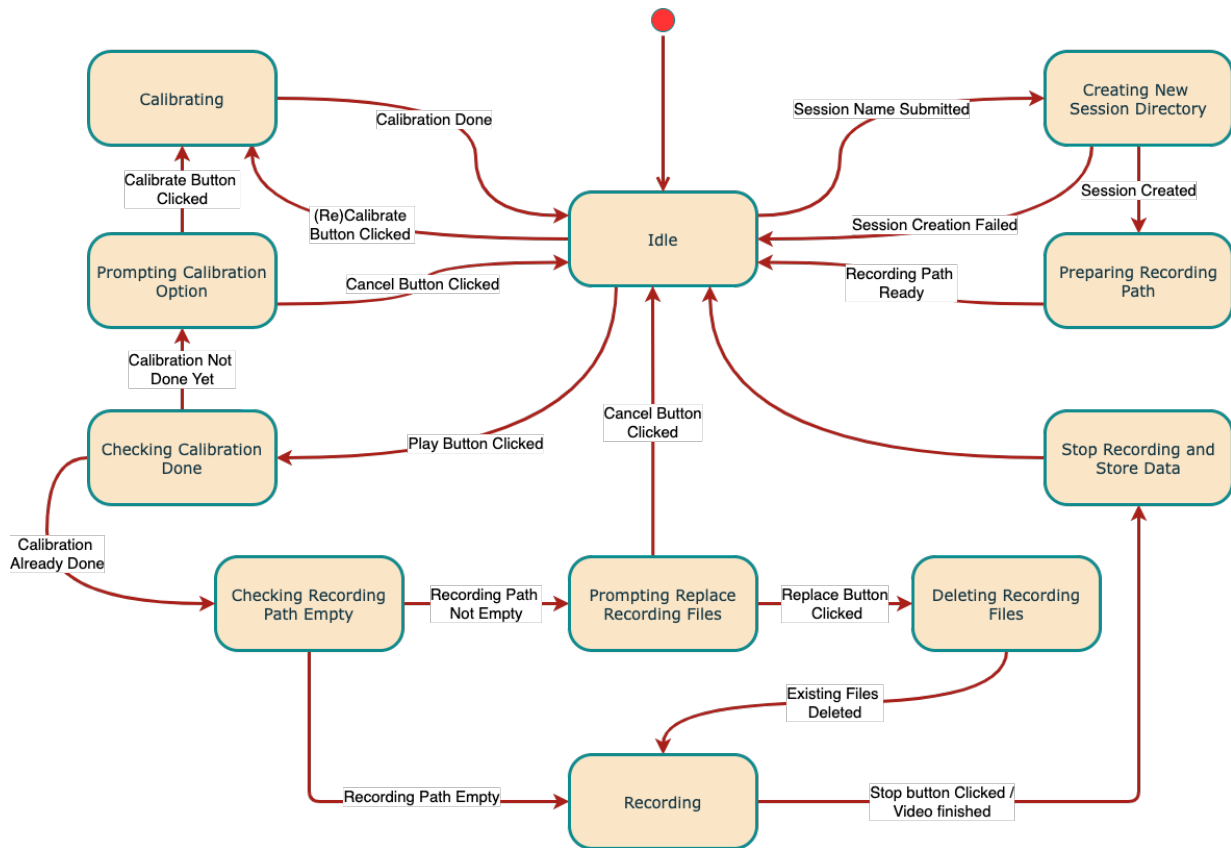 Calibrating
Calibration Done
Session Name Submitted
Creating New
Session Directory
Calibrate Button
Clicked
(Re)Calibrate
Button Clicked
Idle
Session Creation Failed
Session Created
Prompting Calibration
Option
Cancel Button Clicked
Recording Path
Ready
Preparing Recording
Path
Calibration Not
Done Yet
Checking Calibration
Done
Play Button Clicked
Cancel Button
Clicked
Stop Recording and
Store Data
Calibration
Already Done
Checking Recording
Path Empty
Recording Path
Not Empty
Prompting Replace
Recording Files
Replace Button
Clicked
Deleting Recording
Files
Existing Files
Deleted
Recording Path Empty
Recording
Stop button Clicked /
Video finished